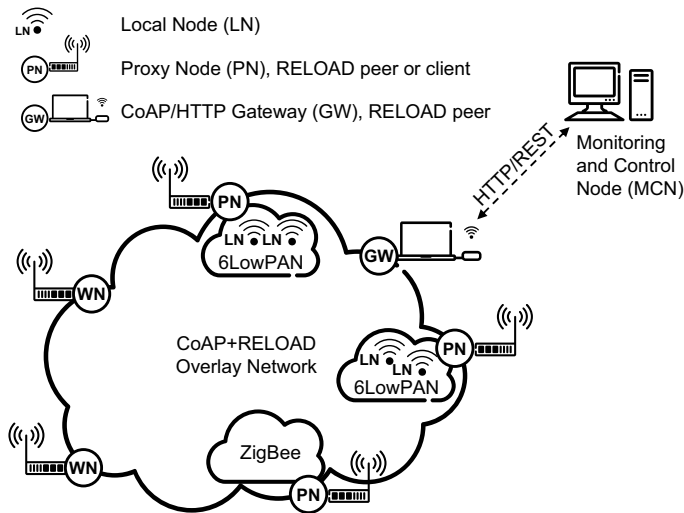 LN
Local Node (LN)
PN
Proxy Node (PN), RELOAD peer or client
GW
CoAP/HTTP Gateway (GW), RELOAD peer
HTTP/REST
Monitoring
and Control
Node (MCN)
PN
LN LN
6LowPAN
GW
WN
CoAP+RELOAD
Overlay Network
PN
LN
LN
6LowPAN
WN
ZigBee
PN